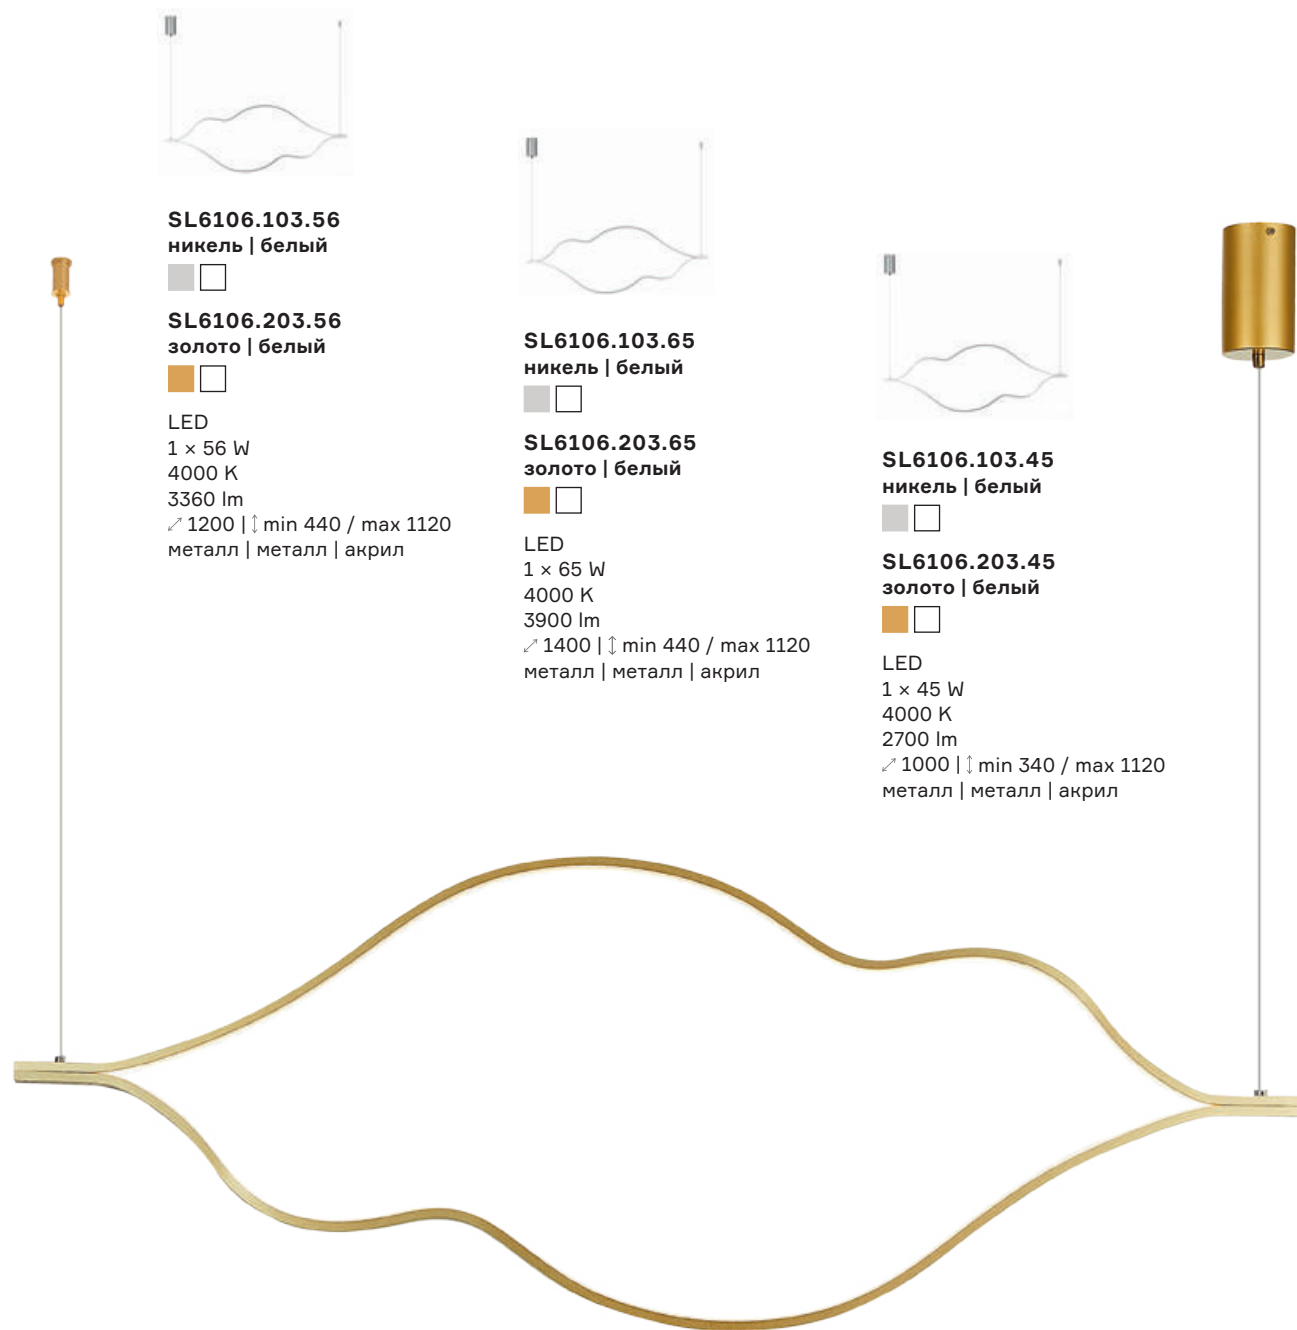 SL6106.103.56
никель | белый
SL6106.203.56
золото | белый
LED
1 × 56 W
4000 K
3360 lm
⤢ 1200 | ↕ min 440 / max 1120
металл | металл | акрил
SL6106.103.65
никель | белый
SL6106.203.65
золото | белый
LED
1 × 65 W
4000 K
3900 lm
⤢ 1400 | ↕ min 440 / max 1120
металл | металл | акрил
SL6106.103.45
никель | белый
SL6106.203.45
золото | белый
LED
1 × 45 W
4000 K
2700 lm
⤢ 1000 | ↕ min 340 / max 1120
металл | металл | акрил